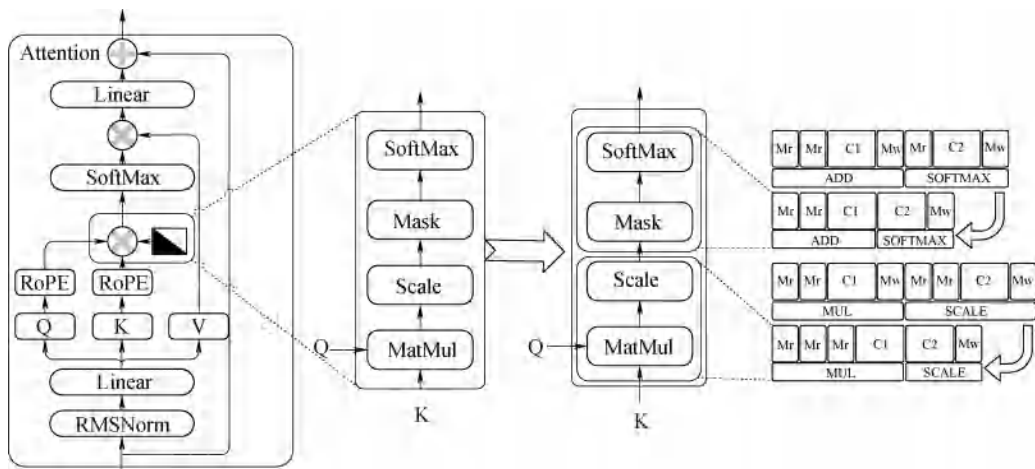 Attention
Linear
SoftMax
RoPE RoPE
Q K V
Linear
RMSNorm
SoftMax
Mask
Scale
Q MatMul
K
SoftMax
Mask
Scale
Q MatMul
K
Mr Mr C1 Mw Mr C2 Mw
ADD SOFTMAX
Mr Mr C1 C2 Mw
ADD SOFTMAX
Mr Mr C1 Mw Mr Mr C2 Mw
MUL SCALE
Mr Mr Mr C1 C2 Mw
MUL SCALE